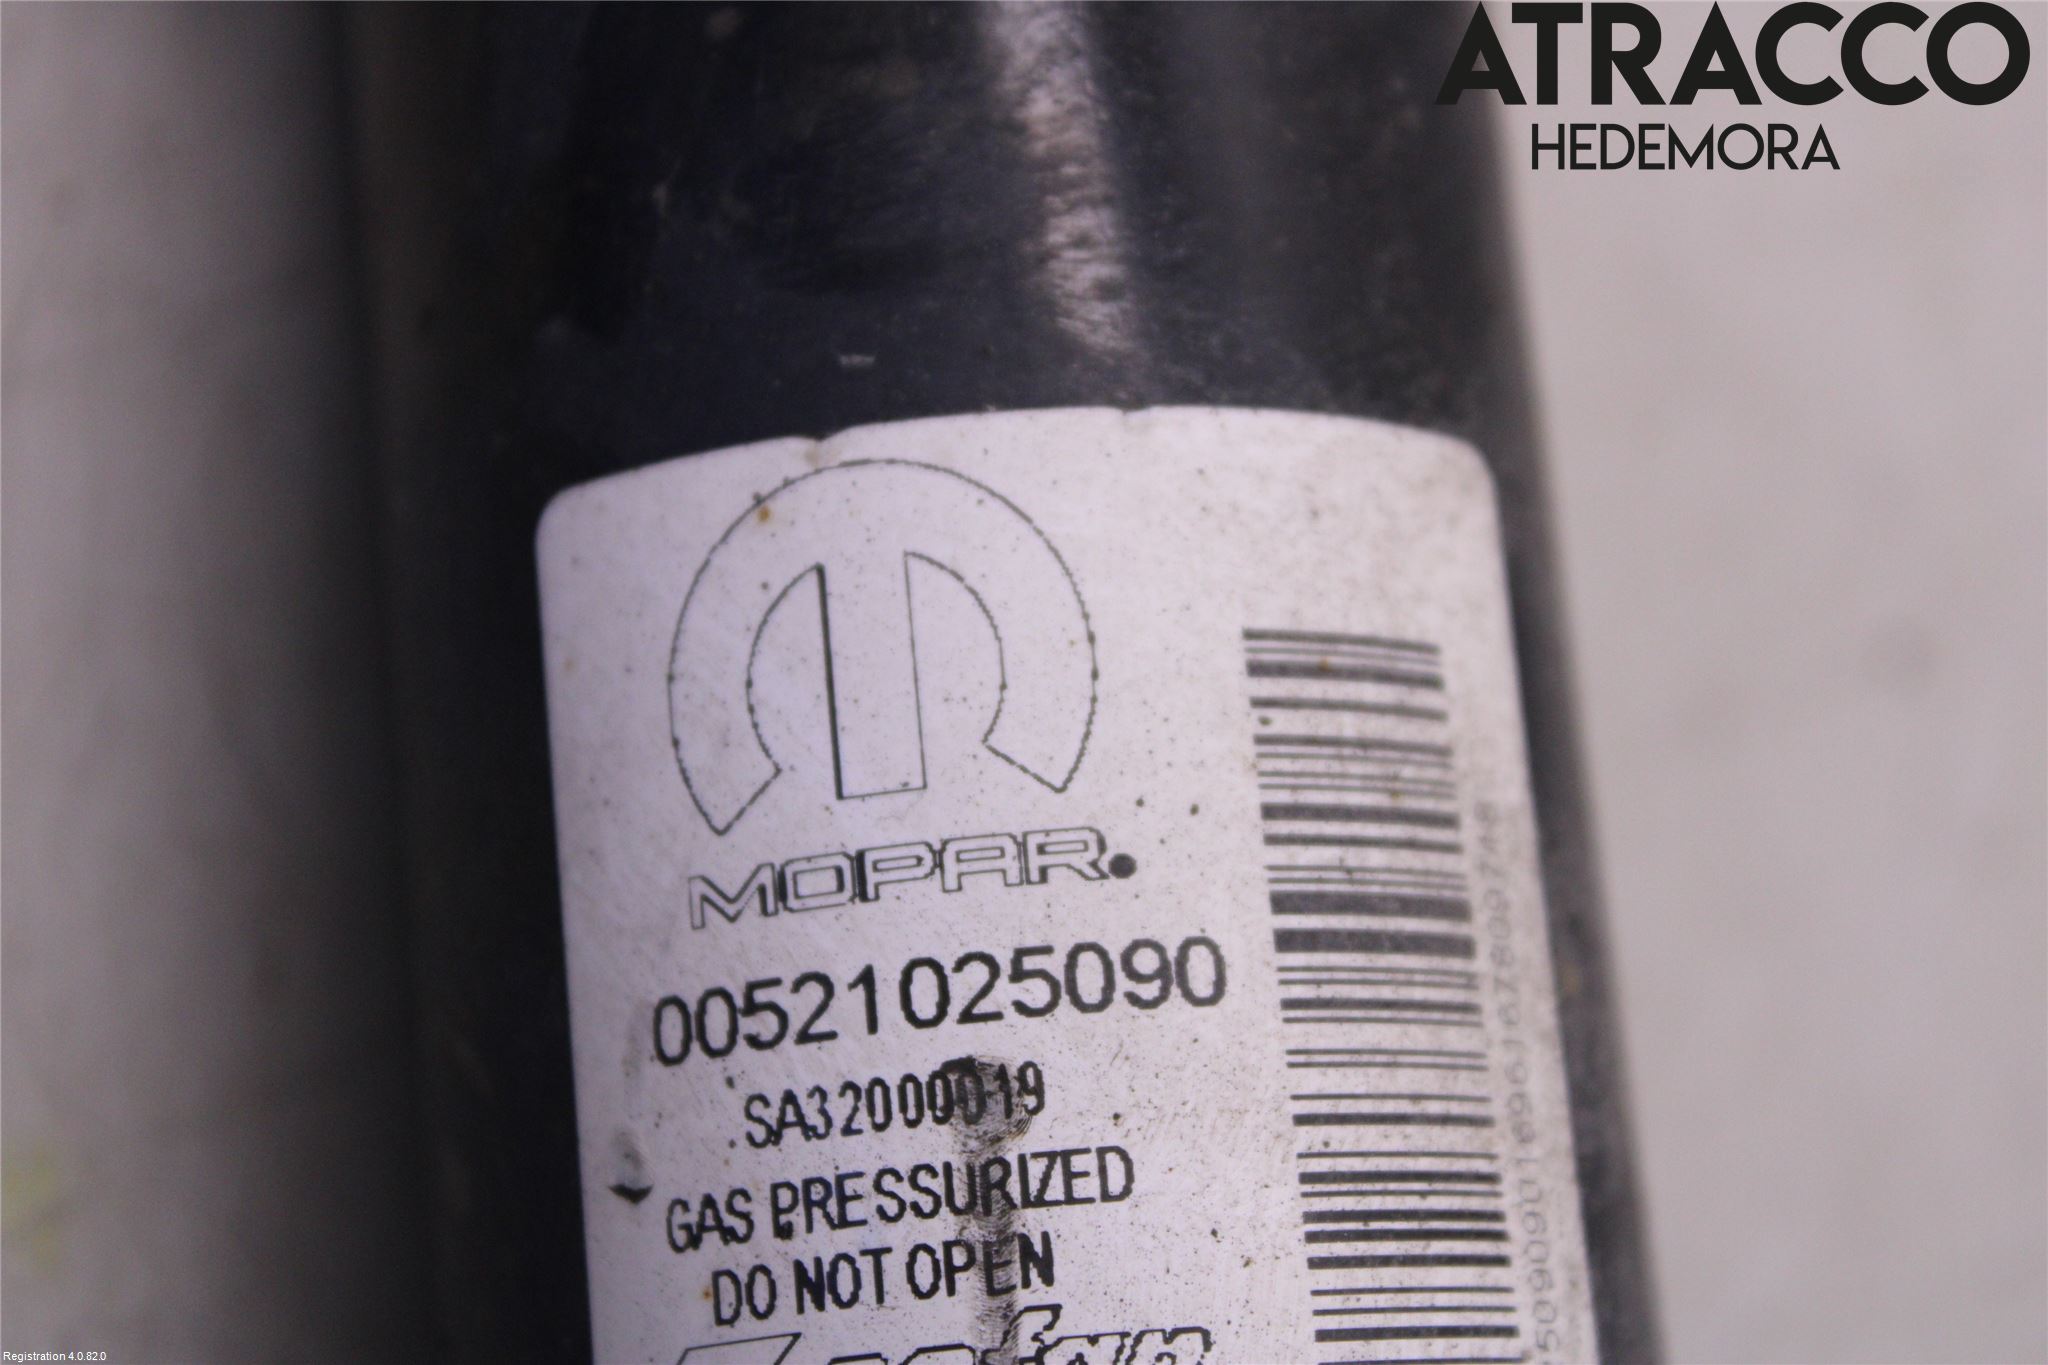 ATRACCO
HEDEMORA
MOPAR.
00521025090
SA32000019
GAS PRESSURIZED
DO NOT OPEN
Registration 4.0.82.0